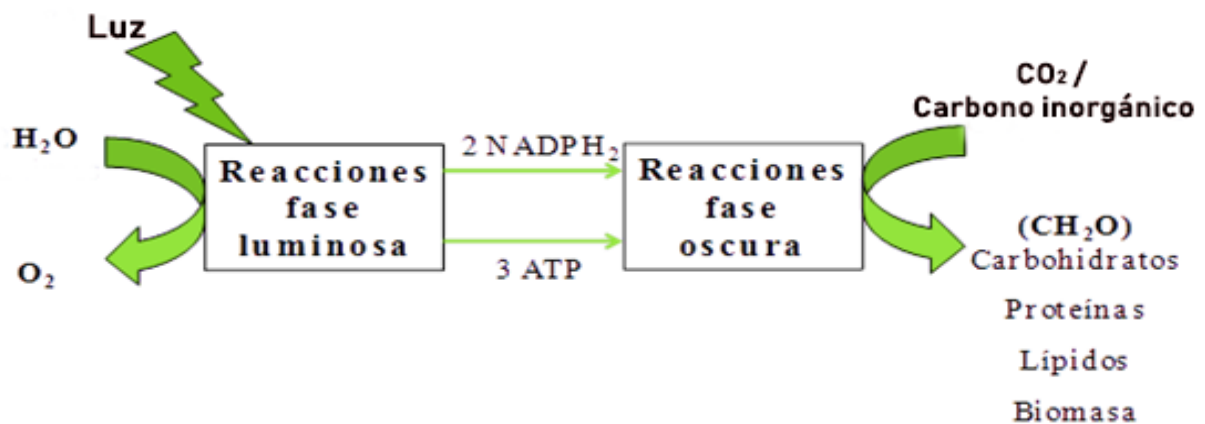 Luz
H₂O
O₂
Reacciones
fase
luminosa
2 NADPH₂
3 ATP
Reacciones
fase
oscura
CO₂ /
Carbono inorgánico
(CH₂O)
Carbohidratos
Proteínas
Lípidos
Biomasa